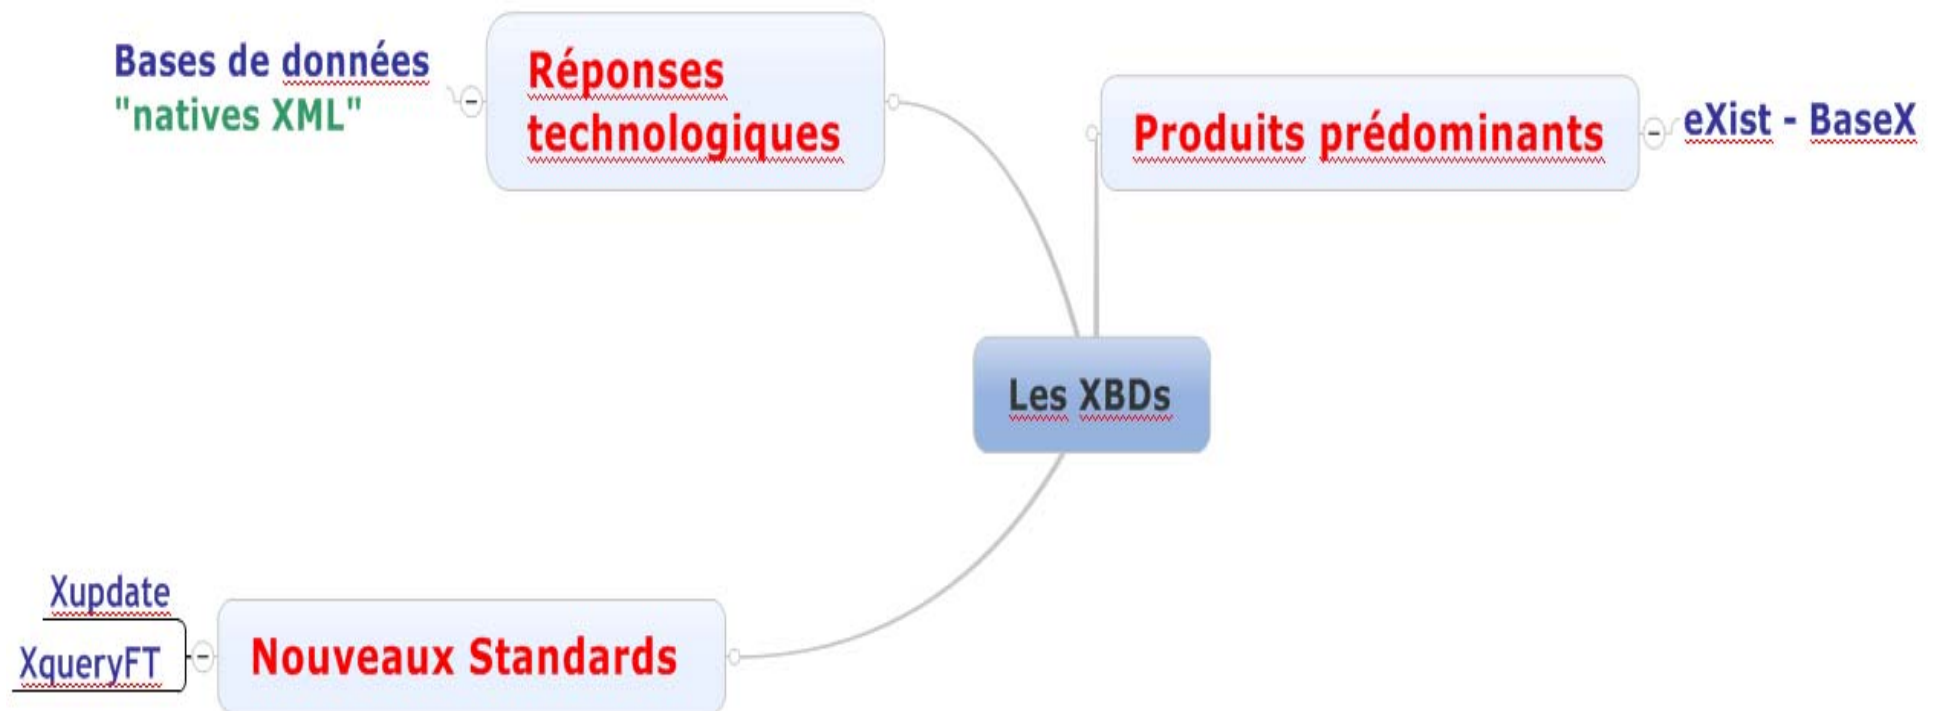 Bases de données
"natives XML"
Réponses
technologiques
Produits prédominants
eXist - BaseX
Les XBDs
Xupdate
XqueryFT
Nouveaux Standards